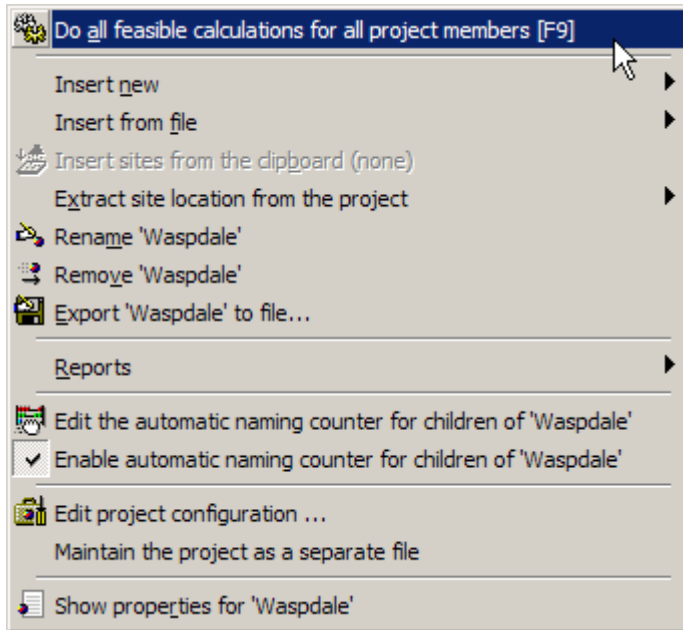 Do all feasible calculations for all project members [F9]
Insert new
Insert from file
Insert sites from the clipboard (none)
Extract site location from the project
Rename 'Waspdale'
Remove 'Waspdale'
Export 'Waspdale' to file...
Reports
Edit the automatic naming counter for children of 'Waspdale'
Enable automatic naming counter for children of 'Waspdale'
Edit project configuration ...
Maintain the project as a separate file
Show properties for 'Waspdale'